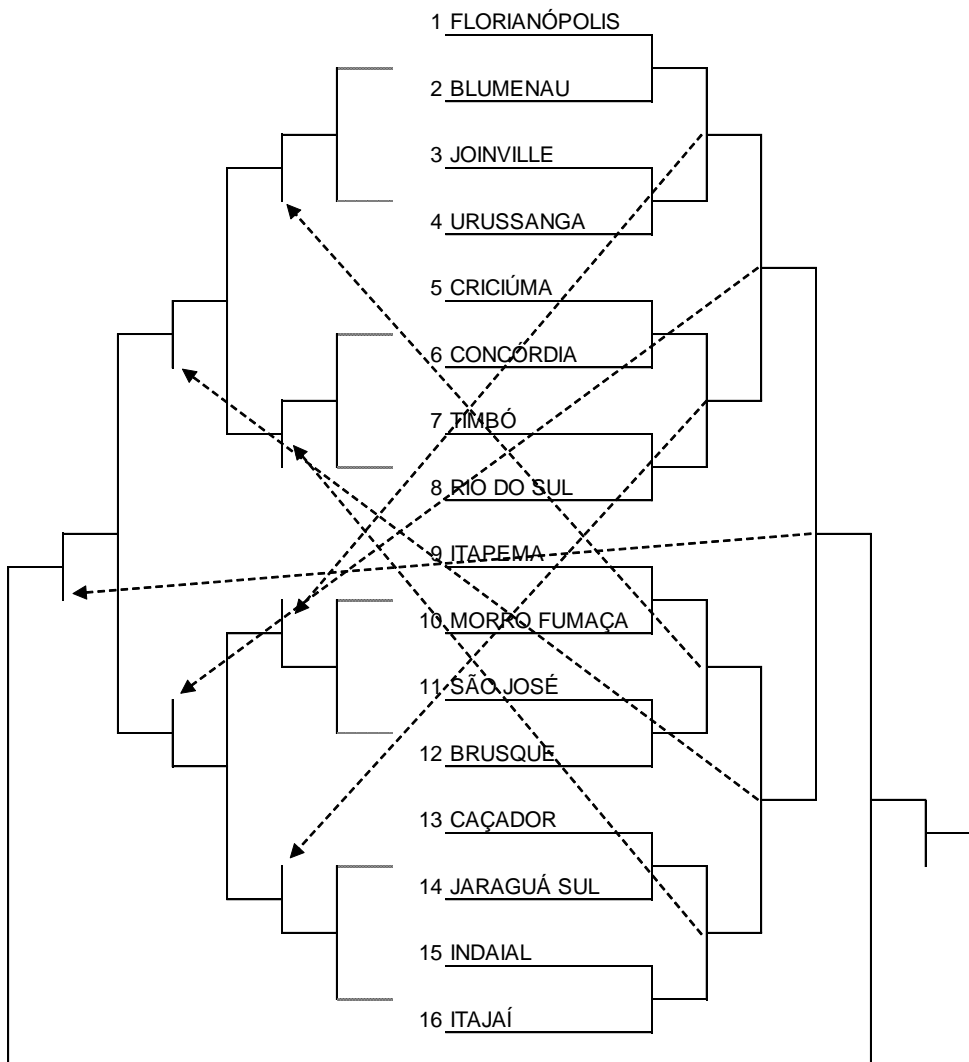 1 FLORIANÓPOLIS
2 BLUMENAU
3 JOINVILLE
4 URUSSANGA
5 CRICIÚMA
6 CONCÓRDIA
7 TIMBÓ
8 RIO DO SUL
9 ITAPEMA
10 MORRO FUMAÇA
11 SÃO JOSÉ
12 BRUSQUE
13 CAÇADOR
14 JARAGUÁ SUL
15 INDAIAL
16 ITAJAÍ